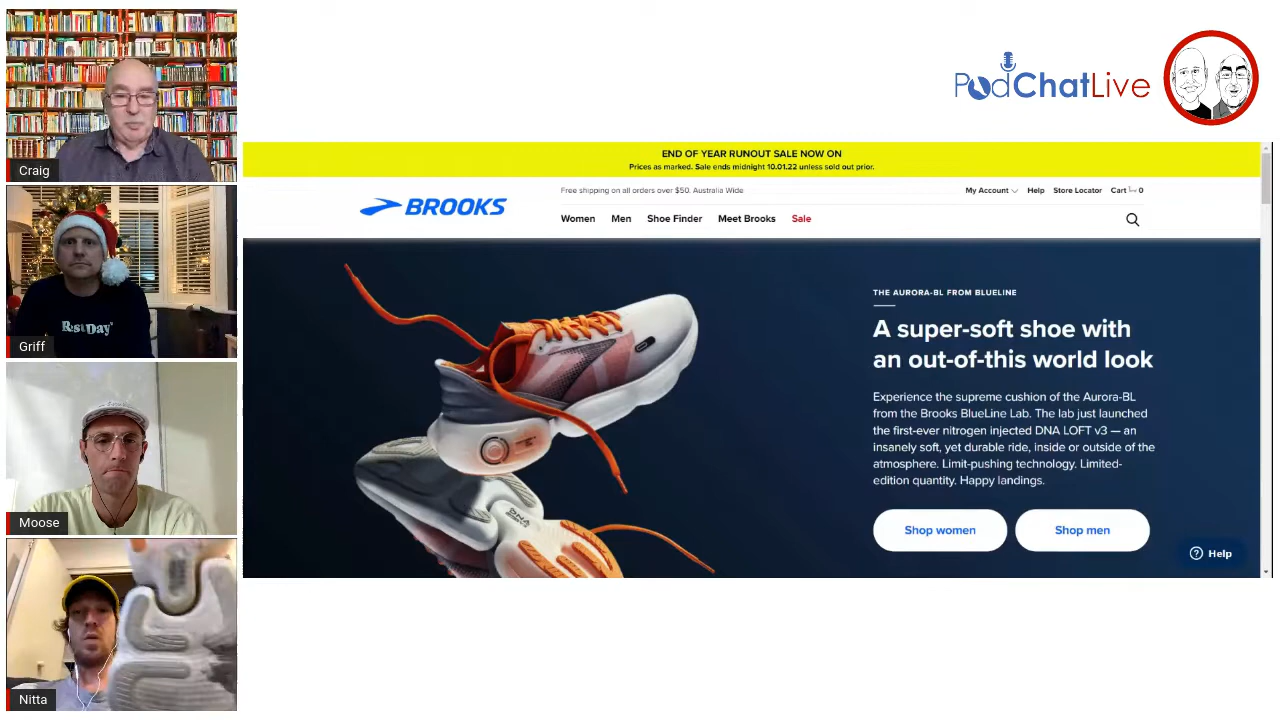 Craig
Griff
Moose
Nitta
RestDay
PodChatLive
END OF YEAR RUNOUT SALE NOW ON
Prices as marked. Sale ends midnight 10.01.22 unless sold out prior.
Free shipping on all orders over $50. Australia Wide
My Account
Help
Store Locator
Cart 0
BROOKS
Women
Men
Shoe Finder
Meet Brooks
Sale
THE AURORA-BL FROM BLUELINE
A super-soft shoe with
an out-of-this world look
Experience the supreme cushion of the Aurora-BL
from the Brooks BlueLine Lab. The lab just launched
the first-ever nitrogen injected DNA LOFT v3 — an
insanely soft, yet durable ride, inside or outside of the
atmosphere. Limit-pushing technology. Limited-
edition quantity. Happy landings.
Shop women
Shop men
Help
DNA